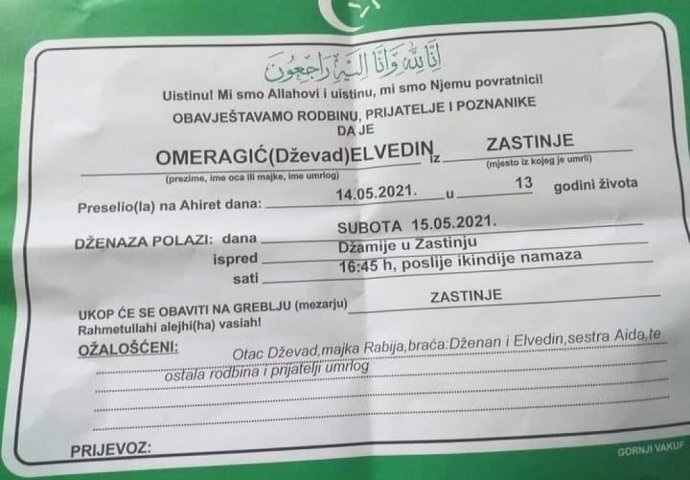 إِنَّا لِلَّهِ وَإِنَّا إِلَيْهِ رَاجِعُونَ
Uistinu! Mi smo Allahovi i uistinu, mi smo Njemu povratnici!
OBAVJEŠTAVAMO RODBINU, PRIJATELJE I POZNANIKE
DA JE
OMERAGIĆ(Dževad)ELVEDIN iz ZASTINJE
(prezime, ime oca ili majke, ime umrlog) (mjesto iz kojeg je umrli)
Preselio(la) na Ahiret dana: 14.05.2021. u 13 godini života
DŽENAZA POLAZI: dana SUBOTA 15.05.2021.
ispred Džamije u Zastinju
sati 16:45 h, poslije ikindije namaza
UKOP ĆE SE OBAVITI NA GREBLJU (mezarju) ZASTINJE
Rahmetullahi alejhi(ha) vasiah!
OŽALOŠĆENI: Otac Dževad,majka Rabija,braća:Dženan i Elvedin,sestra Aida,te
ostala rodbina i prijatelji umrlog
PRIJEVOZ:
GORNJI VAKUF